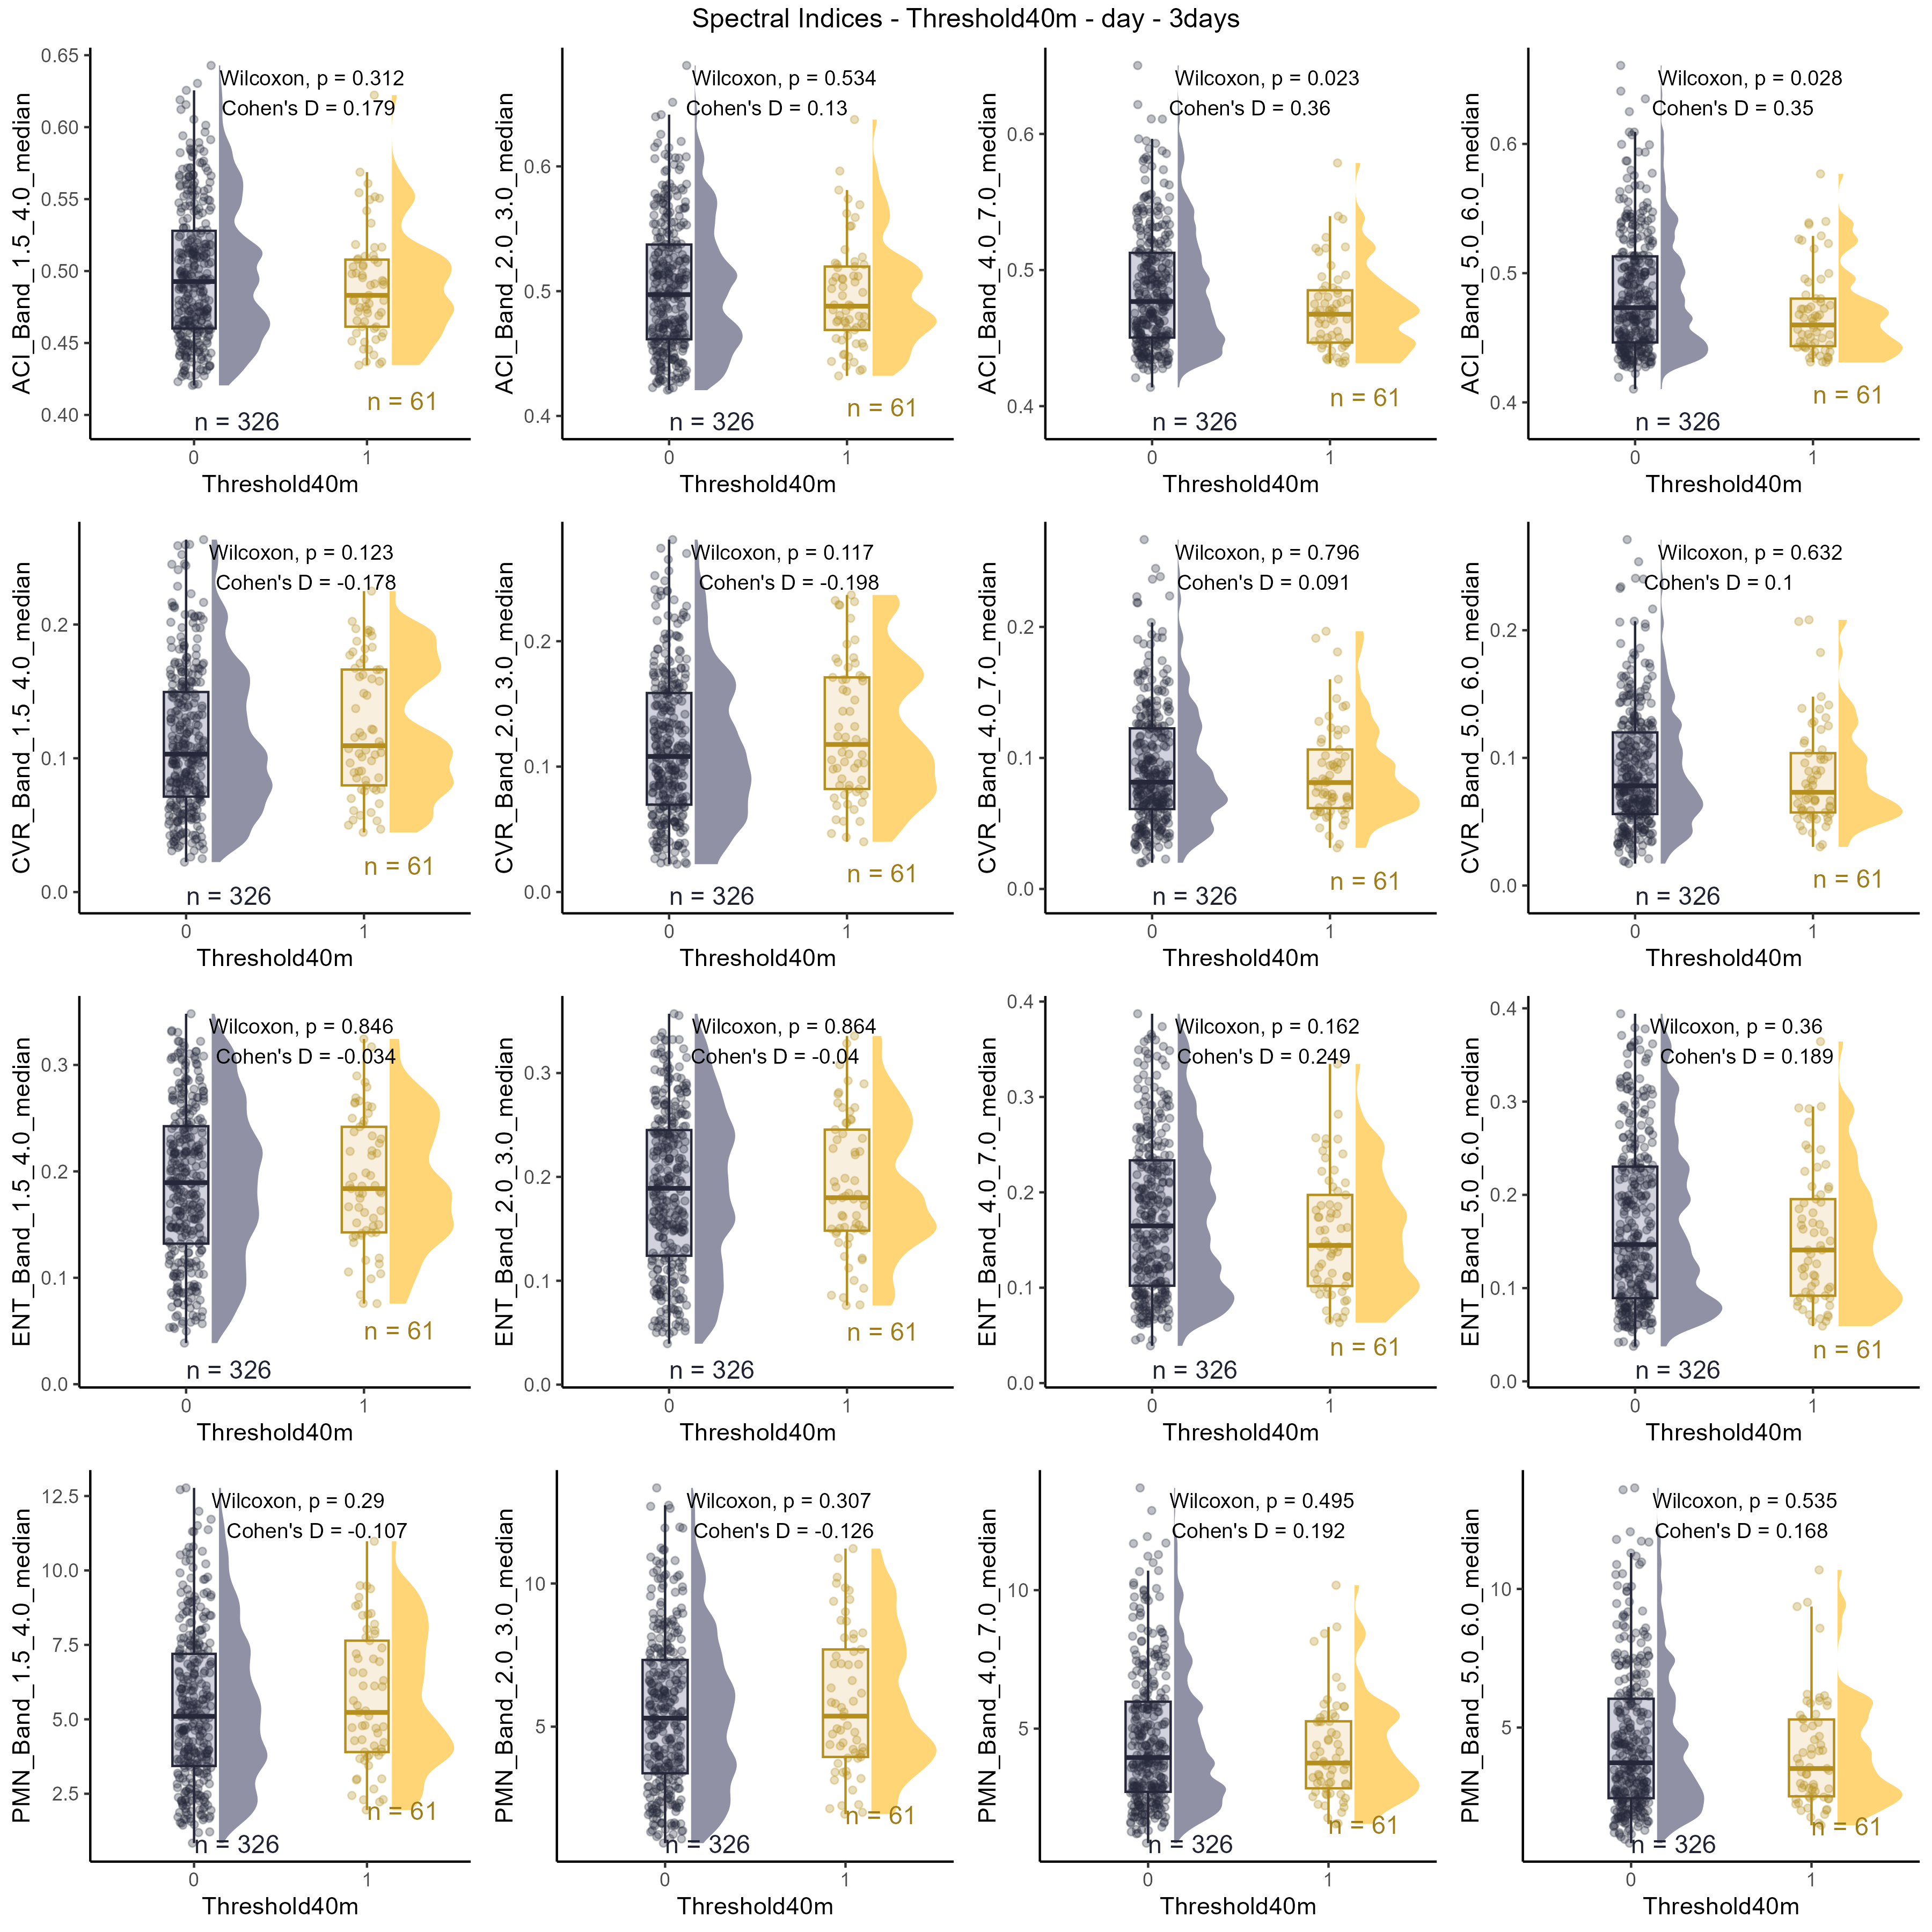 Spectral Indices - Threshold40m - day - 3days
ACI_Band_1.5_4.0_median
0.65
0.60
0.55
0.50
0.45
0.40
Wilcoxon, p = 0.312
Cohen's D = 0.179
n = 326
n = 61
0
1
Threshold40m
ACI_Band_2.0_3.0_median
0.6
0.5
0.4
Wilcoxon, p = 0.534
Cohen's D = 0.13
n = 326
n = 61
0
1
Threshold40m
ACI_Band_4.0_7.0_median
0.6
0.5
0.4
Wilcoxon, p = 0.023
Cohen's D = 0.36
n = 326
n = 61
0
1
Threshold40m
ACI_Band_5.0_6.0_median
0.6
0.5
0.4
Wilcoxon, p = 0.028
Cohen's D = 0.35
n = 326
n = 61
0
1
Threshold40m
CVR_Band_1.5_4.0_median
0.2
0.1
0.0
Wilcoxon, p = 0.123
Cohen's D = -0.178
n = 326
n = 61
0
1
Threshold40m
CVR_Band_2.0_3.0_median
0.2
0.1
0.0
Wilcoxon, p = 0.117
Cohen's D = -0.198
n = 326
n = 61
0
1
Threshold40m
CVR_Band_4.0_7.0_median
0.2
0.1
0.0
Wilcoxon, p = 0.796
Cohen's D = 0.091
n = 326
n = 61
0
1
Threshold40m
CVR_Band_5.0_6.0_median
0.2
0.1
0.0
Wilcoxon, p = 0.632
Cohen's D = 0.1
n = 326
n = 61
0
1
Threshold40m
ENT_Band_1.5_4.0_median
0.3
0.2
0.1
0.0
Wilcoxon, p = 0.846
Cohen's D = -0.034
n = 326
n = 61
0
1
Threshold40m
ENT_Band_2.0_3.0_median
0.3
0.2
0.1
0.0
Wilcoxon, p = 0.864
Cohen's D = -0.04
n = 326
n = 61
0
1
Threshold40m
ENT_Band_4.0_7.0_median
0.4
0.3
0.2
0.1
0.0
Wilcoxon, p = 0.162
Cohen's D = 0.249
n = 326
n = 61
0
1
Threshold40m
ENT_Band_5.0_6.0_median
0.4
0.3
0.2
0.1
0.0
Wilcoxon, p = 0.36
Cohen's D = 0.189
n = 326
n = 61
0
1
Threshold40m
PMN_Band_1.5_4.0_median
12.5
10.0
7.5
5.0
2.5
Wilcoxon, p = 0.29
Cohen's D = -0.107
n = 326
n = 61
0
1
Threshold40m
PMN_Band_2.0_3.0_median
10
5
Wilcoxon, p = 0.307
Cohen's D = -0.126
n = 326
n = 61
0
1
Threshold40m
PMN_Band_4.0_7.0_median
10
5
Wilcoxon, p = 0.495
Cohen's D = 0.192
n = 326
n = 61
0
1
Threshold40m
PMN_Band_5.0_6.0_median
10
5
Wilcoxon, p = 0.535
Cohen's D = 0.168
n = 326
n = 61
0
1
Threshold40m